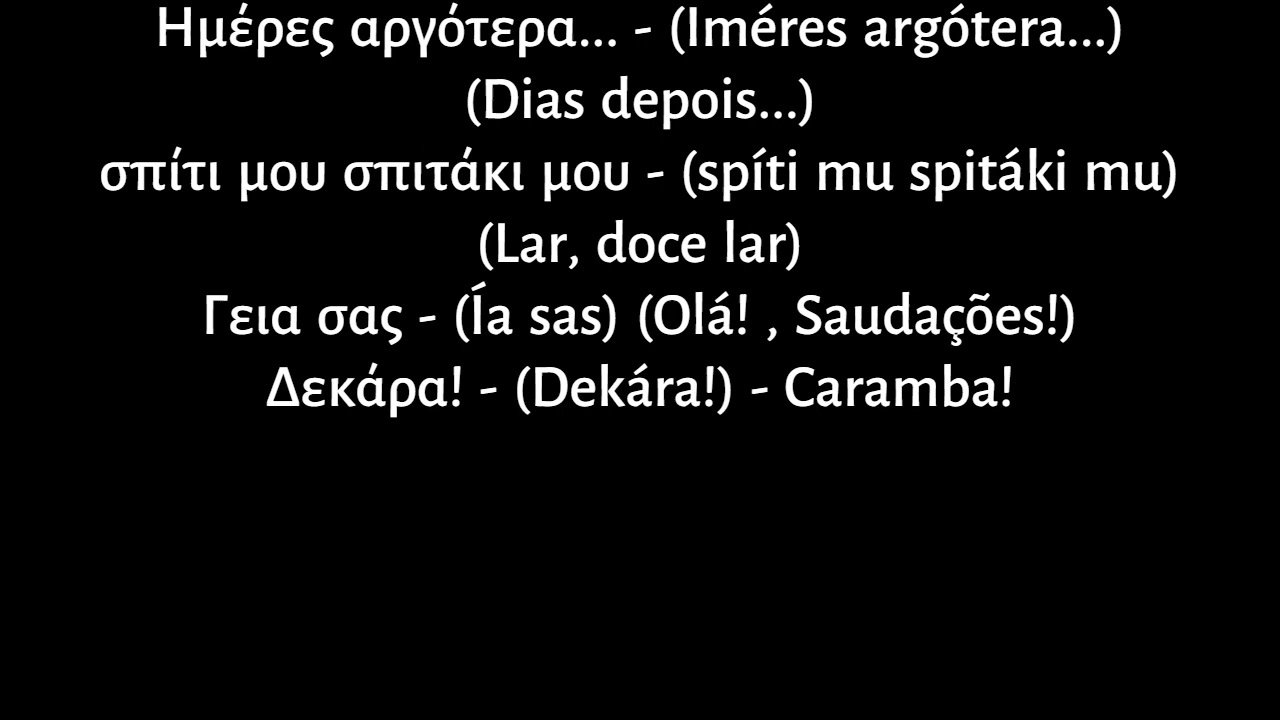 Ημέρες αργότερα... - (Iméres argótera...)
(Dias depois...)
σπίτι μου σπιτάκι μου - (spíti mu spitáki mu)
(Lar, doce lar)
Γεια σας - (Ía sas) (Olá! , Saudações!)
Δεκάρα! - (Dekára!) - Caramba!